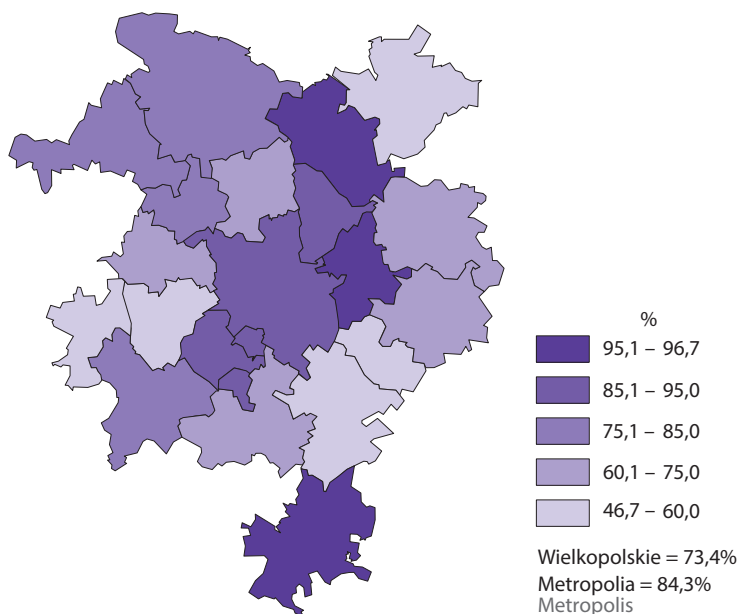 %
95,1 – 96,7
85,1 – 95,0
75,1 – 85,0
60,1 – 75,0
46,7 – 60,0
Wielkopolskie = 73,4%
Metropolia = 84,3%
Metropolis